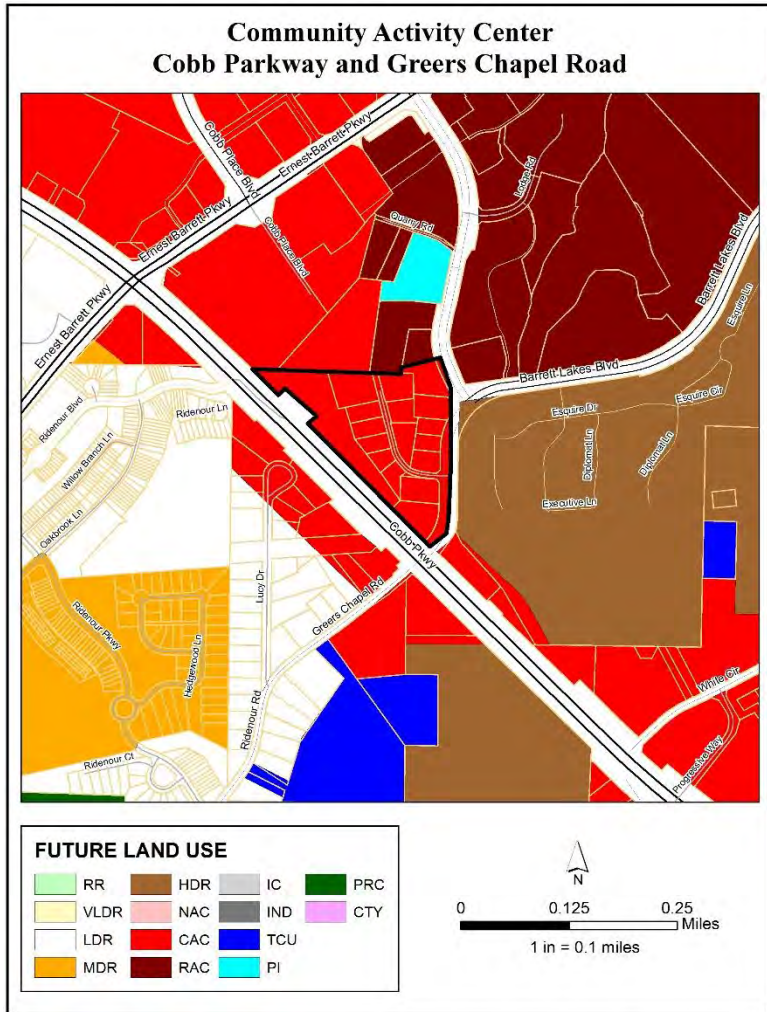 Community Activity Center
Cobb Parkway and Greers Chapel Road
Cobb Place Blvd
Ernest Barrett Pkwy
Ernest Barrett Pkwy
Cobb Place Blvd
Lodge Rd
Quarry Rd
Barrett Lakes Blvd
Esquire Ln
Ernest Barrett Pkwy
Barrett Lakes Blvd
Esquire Cir
Esquire Dr
Ridenour Ln
Ridenour Blvd
Willow Branch Ln
Diplomat Ln
Diplomat Ln
Executive Ln
Oakbrook Ln
Cobb Pkwy
Lucy Dr
Greers Chapel Rd
Ridenour Pkwy
Hedgewood Ln
Ridenour Rd
White Cir
Ridenour Ct
Progressive Way
FUTURE LAND USE
RR HDR IC PRC
VLDR NAC IND CTY
LDR CAC TCU
MDR RAC PI
N
0 0.125 0.25
Miles
1 in = 0.1 miles